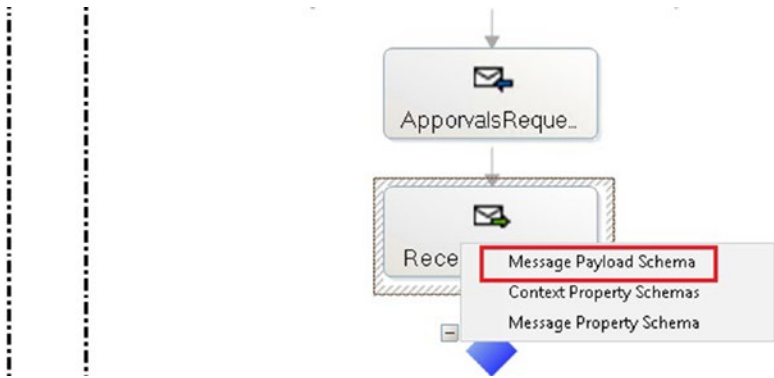 ApporvalsReque...
Rece
Message Payload Schema
Context Property Schemas
Message Property Schema